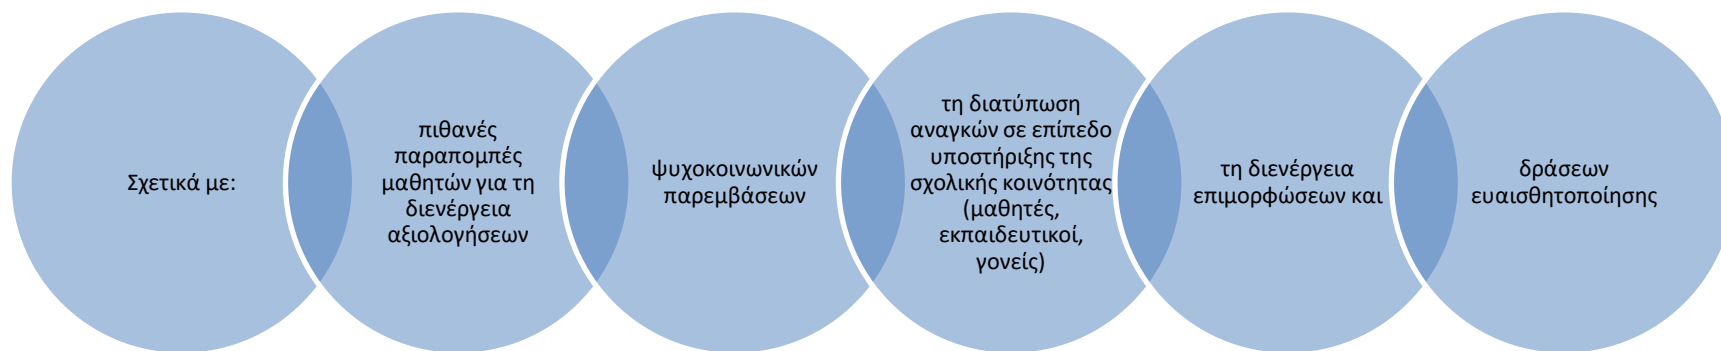 Σχετικά με:
πιθανές
παραπομπές
μαθητών για τη
διενέργεια
αξιολογήσεων
ψυχοκοινωνικών
παρεμβάσεων
τη διατύπωση
αναγκών σε επίπεδο
υποστήριξης της
σχολικής κοινότητας
(μαθητές,
εκπαιδευτικοί,
γονείς)
τη διενέργεια
επιμορφώσεων και
δράσεων
ευαισθητοποίησης